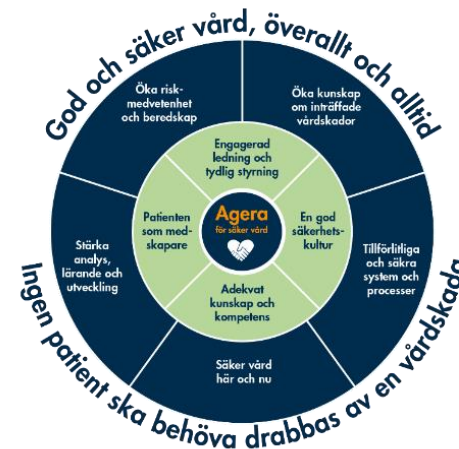 God och säker vård, överallt och alltid
Öka risk-
medvetenhet
och beredskap
Öka kunskap
om inträffade
vårdskador
Engagerad
ledning och
tydlig styrning
Patienten
som med-
skapare
Agera
för säker vård
En god
säkerhets-
kultur
Stärka
analys,
lärande och
utveckling
Tillförlitliga
och säkra
system och
processer
Adekvat
kunskap och
kompetens
Säker vård
här och nu
Ingen patient ska behöva drabbas av en vårdskada